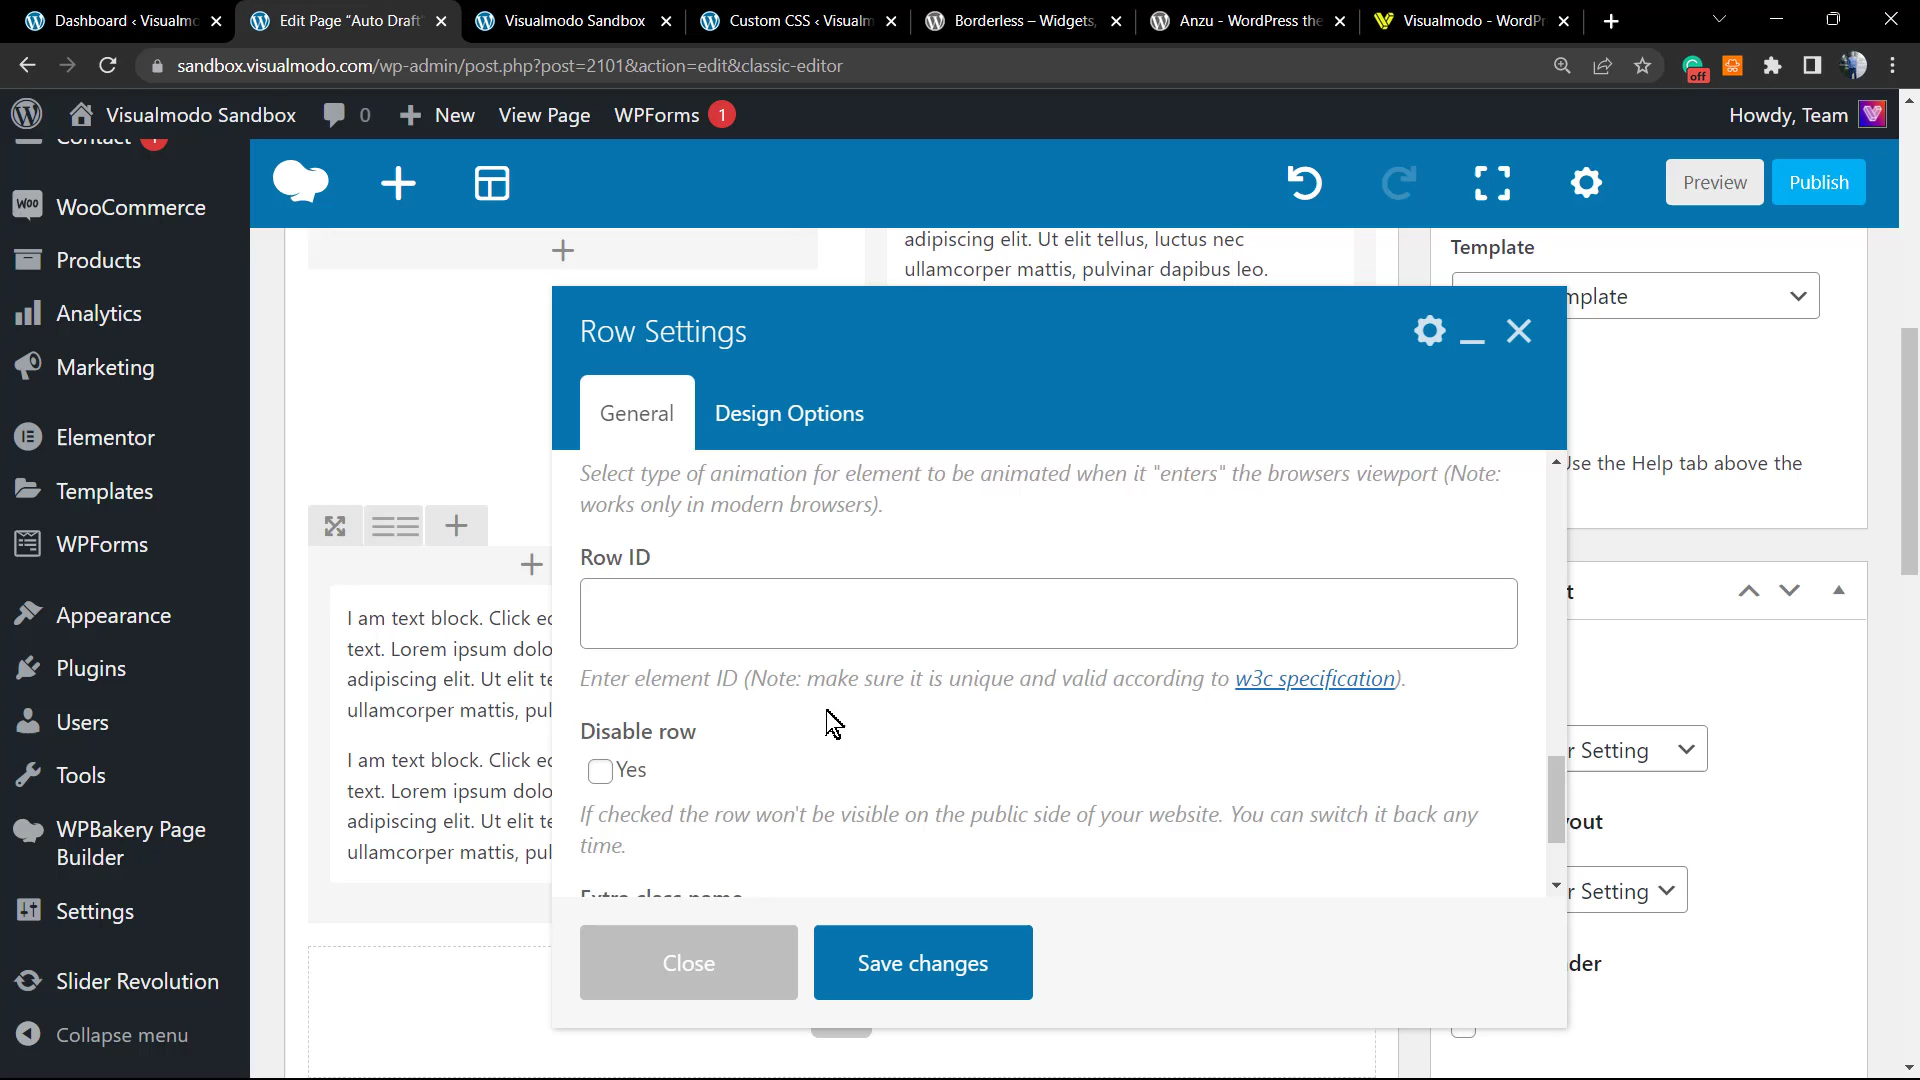 Dashboard ‹ Visualmo
Edit Page “Auto Draft”
Visualmodo Sandbox
Custom CSS ‹ Visualm
Borderless – Widgets,
Anzu - WordPress the
Visualmodo - WordPr
sandbox.visualmodo.com/wp-admin/post.php?post=2101&action=edit&classic-editor
off
Visualmodo Sandbox
0
New
View Page
WPForms 1
Howdy, Team
Contact
WooCommerce
Products
Analytics
Marketing
Elementor
Templates
WPForms
Appearance
Plugins
Users
Tools
WPBakery Page
Builder
Settings
Slider Revolution
Collapse menu
Preview
Publish
adipiscing elit. Ut elit tellus, luctus nec
ullamcorper mattis, pulvinar dapibus leo.
Template
mplate
Use the Help tab above the
t
r Setting
out
r Setting
der
I am text block. Click e
text. Lorem ipsum dolo
adipiscing elit. Ut elit te
ullamcorper mattis, pul
I am text block. Click e
text. Lorem ipsum dolo
adipiscing elit. Ut elit te
ullamcorper mattis, pul
Row Settings
General
Design Options
Select type of animation for element to be animated when it "enters" the browsers viewport (Note:
works only in modern browsers).
Row ID
Enter element ID (Note: make sure it is unique and valid according to w3c specification).
Disable row
Yes
If checked the row won't be visible on the public side of your website. You can switch it back any
time.
Extra class name
Close
Save changes